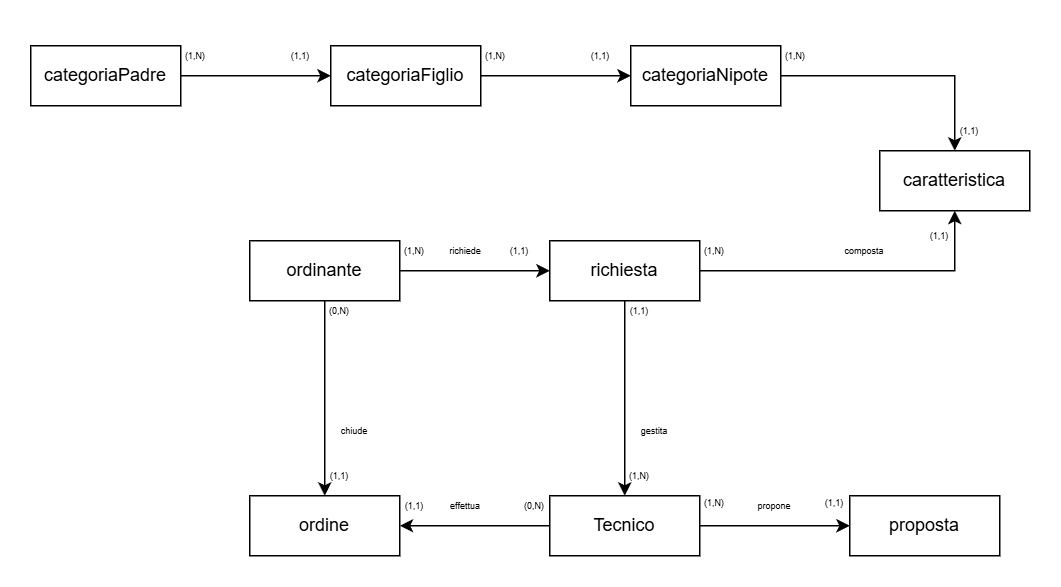 (1,N)
(1,1)
(1,N)
(1,1)
(1,N)
categoriaPadre
categoriaFiglio
categoriaNipote
(1,1)
caratteristica
(1,1)
(1,N)
richiede
(1,1)
(1,N)
composta
ordinante
richiesta
(0,N)
(1,1)
chiude
gestita
(1,1)
(1,N)
(1,1)
effettua
(0,N)
(1,N)
propone
(1,1)
ordine
Tecnico
proposta